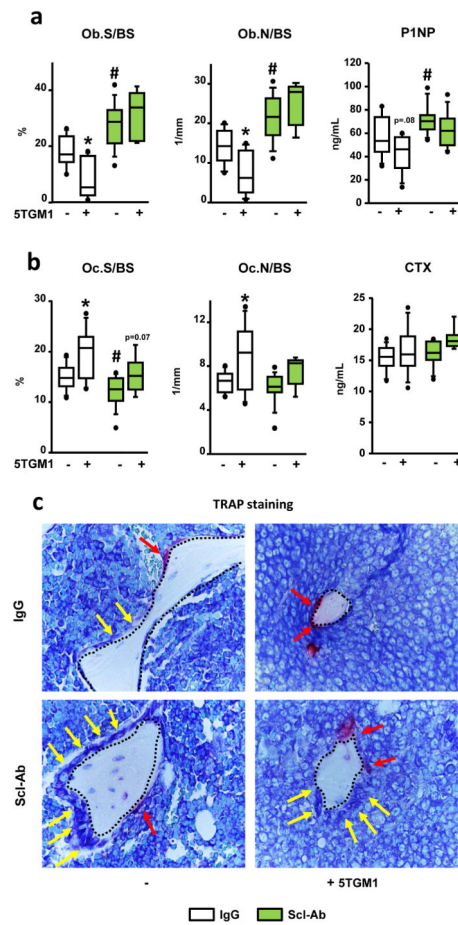 a
Ob.S/BS
Ob.N/BS
P1NP
%
40
20
0
#
*
1/mm
30
20
10
0
#
*
ng/mL
120
80
40
0
#
p=.08
5TGM1 - + - +
- + - +
- + - +
b
Oc.S/BS
Oc.N/BS
CTX
%
30
20
10
0
*
#
p=0.07
1/mm
12
8
4
0
*
ng/mL
25
20
15
10
5
0
5TGM1 - + - +
- + - +
- + - +
c
TRAP staining
IgG
Scl-Ab
-
+ 5TGM1
IgG
Scl-Ab